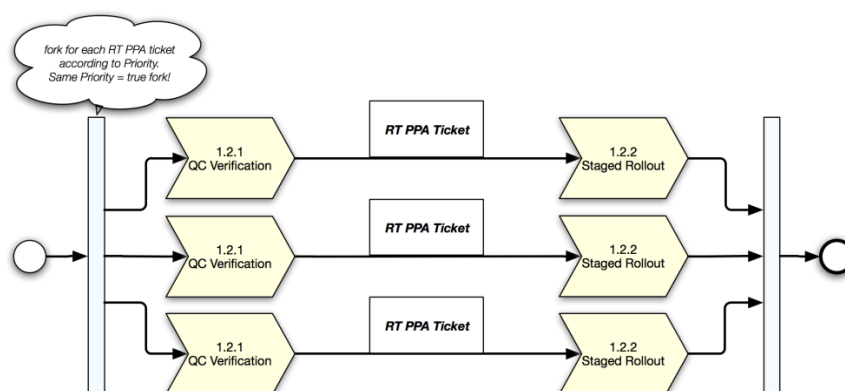 fork for each RT PPA ticket
according to Priority.
Same Priority = true fork!
RT PPA Ticket
1.2.1
QC Verification
1.2.2
Staged Rollout
RT PPA Ticket
1.2.1
QC Verification
1.2.2
Staged Rollout
RT PPA Ticket
1.2.1
QC Verification
1.2.2
Staged Rollout